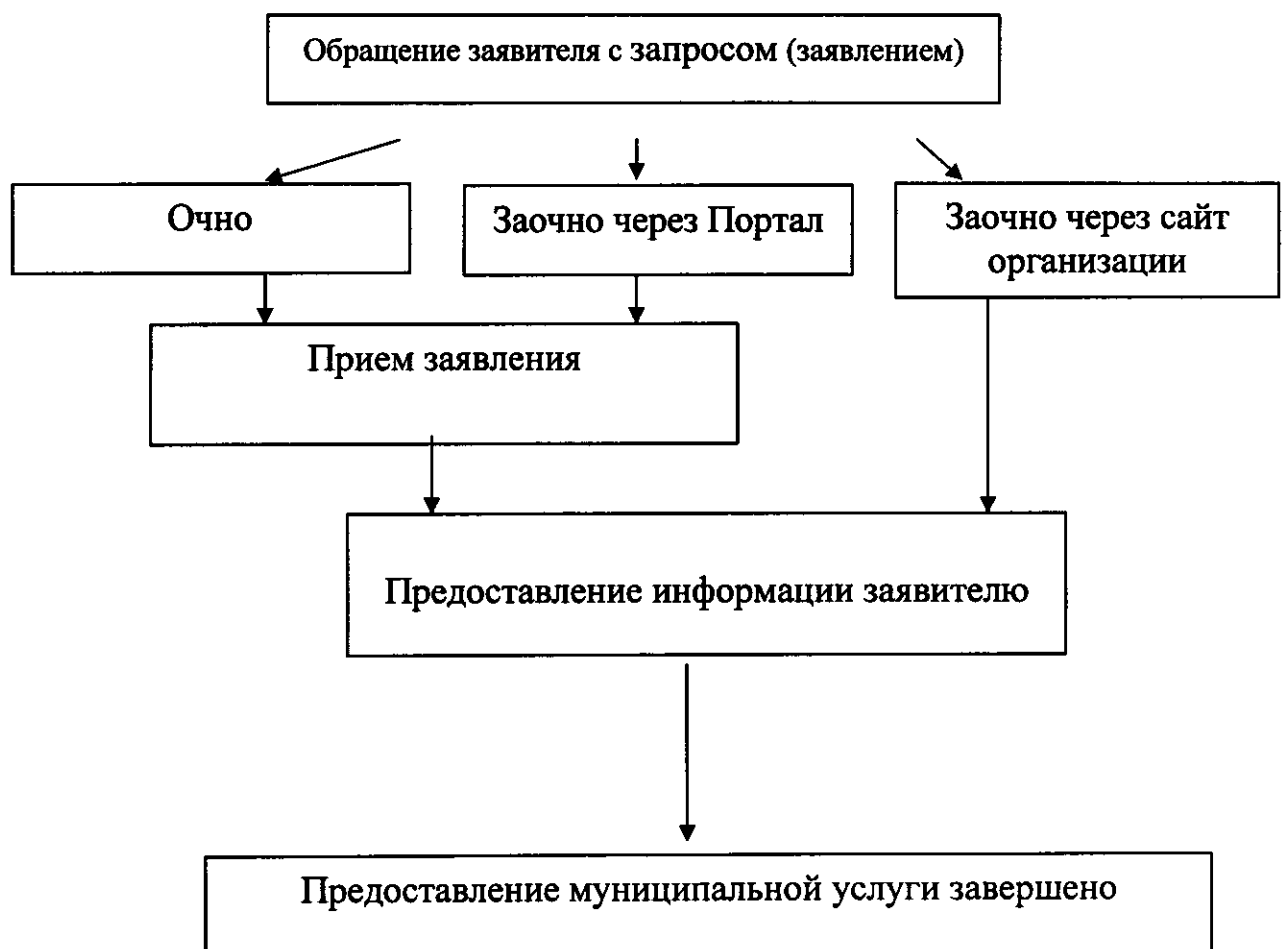 Обращение заявителя с запросом (заявлением)
Очно
Заочно через Портал
Заочно через сайт
организации
Прием заявления
Предоставление информации заявителю
Предоставление муниципальной услуги завершено